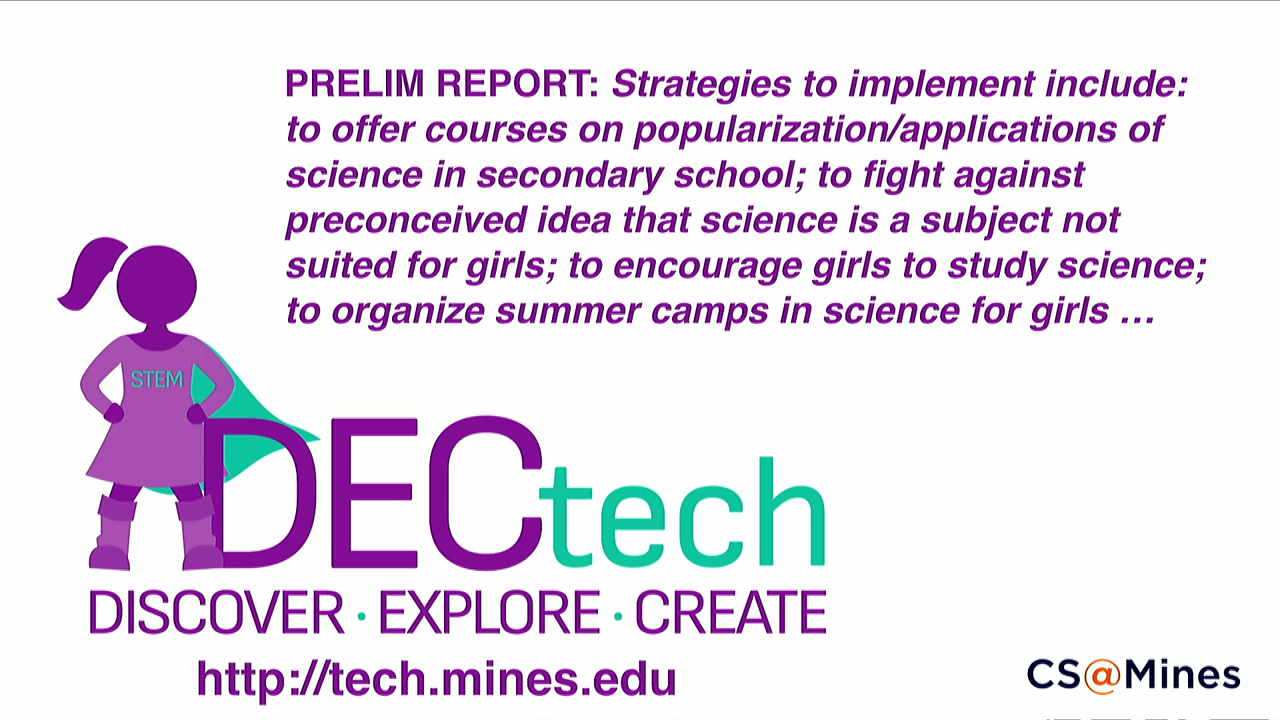 PRELIM REPORT: Strategies to implement include:
to offer courses on popularization/applications of
science in secondary school; to fight against
preconceived idea that science is a subject not
suited for girls; to encourage girls to study science;
to organize summer camps in science for girls …
STEM
DECtech
DISCOVER · EXPLORE · CREATE
http://tech.mines.edu
CS@Mines